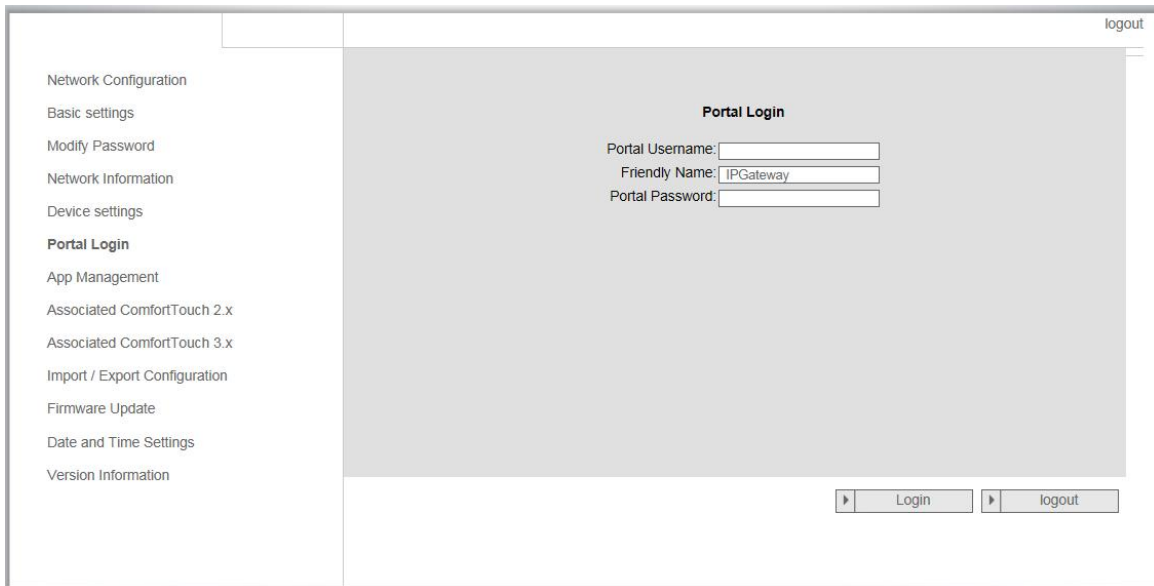 logout
Network Configuration
Basic settings
Modify Password
Network Information
Device settings
Portal Login
App Management
Associated ComfortTouch 2.x
Associated ComfortTouch 3.x
Import / Export Configuration
Firmware Update
Date and Time Settings
Version Information
Portal Login
Portal Username:
Friendly Name: IPGateway
Portal Password:
Login logout